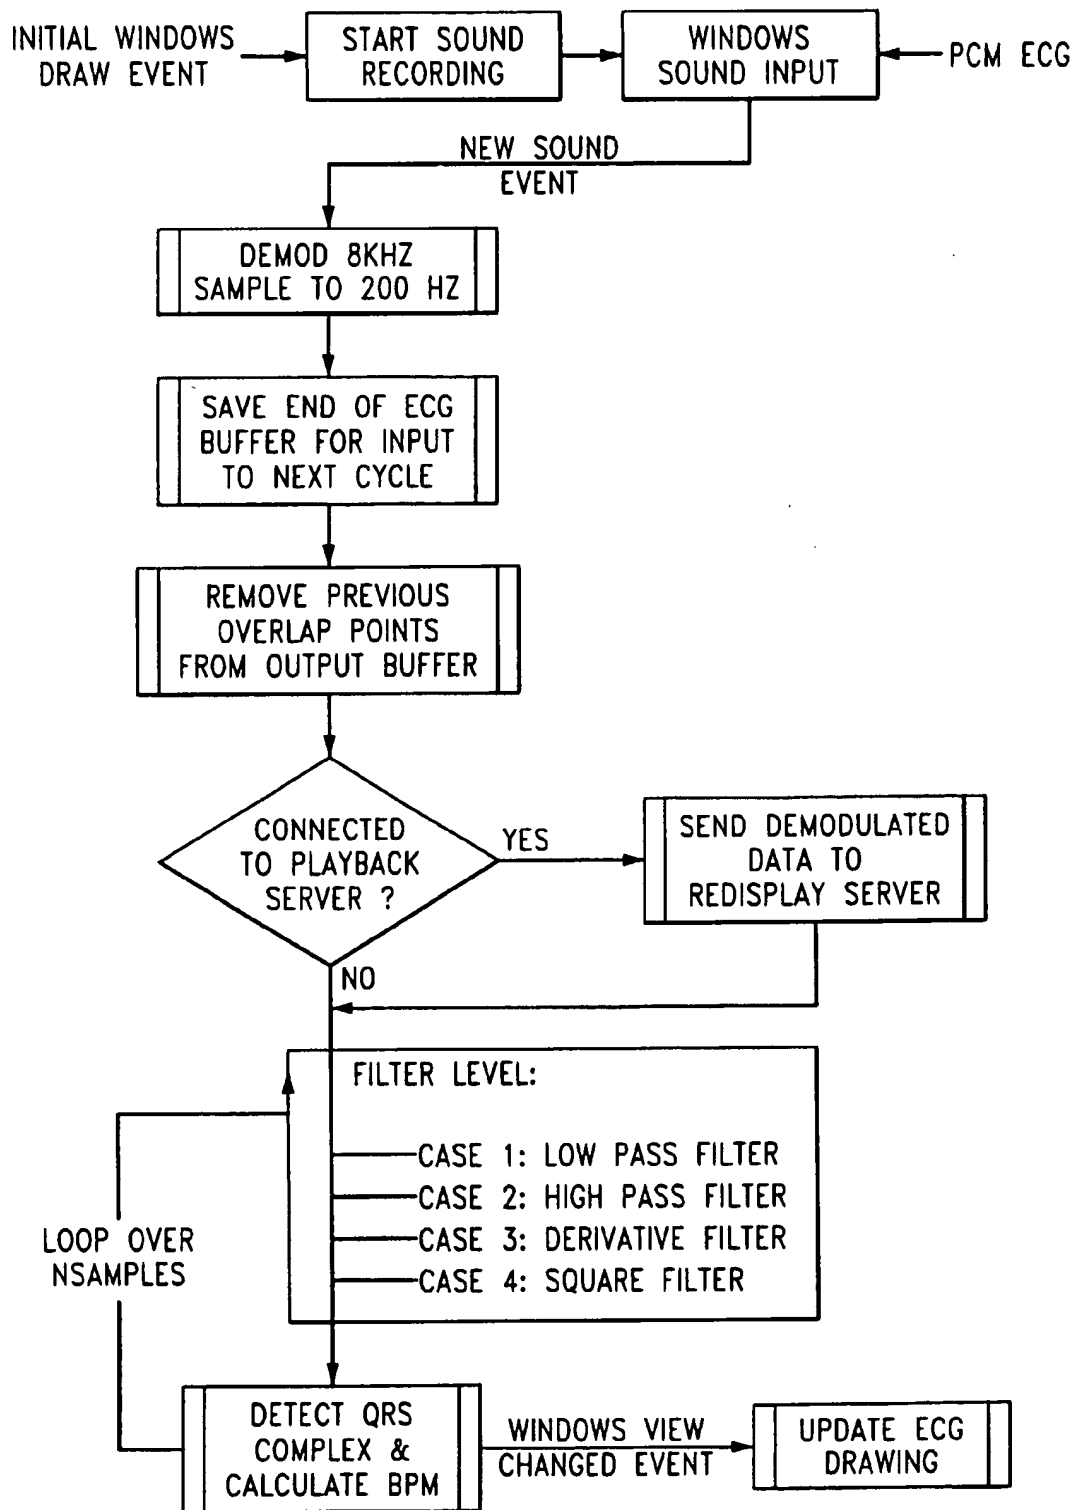 INITIAL WINDOWS
DRAW EVENT
START SOUND
RECORDING
WINDOWS
SOUND INPUT
PCM ECG
NEW SOUND
EVENT
DEMOD 8KHZ
SAMPLE TO 200 HZ
SAVE END OF ECG
BUFFER FOR INPUT
TO NEXT CYCLE
REMOVE PREVIOUS
OVERLAP POINTS
FROM OUTPUT BUFFER
CONNECTED
TO PLAYBACK
SERVER ?
YES
SEND DEMODULATED
DATA TO
REDISPLAY SERVER
NO
FILTER LEVEL:
CASE 1: LOW PASS FILTER
CASE 2: HIGH PASS FILTER
CASE 3: DERIVATIVE FILTER
CASE 4: SQUARE FILTER
LOOP OVER
NSAMPLES
DETECT QRS
COMPLEX &
CALCULATE BPM
WINDOWS VIEW
CHANGED EVENT
UPDATE ECG
DRAWING